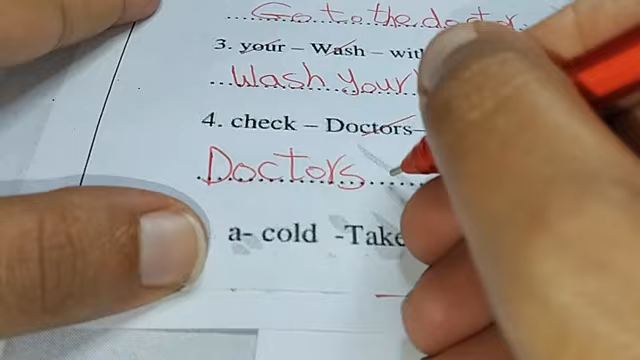 Go to the doctor.
3. your – Wash – with
Wash your
4. check – Doctors–
Doctors
a- cold -Take